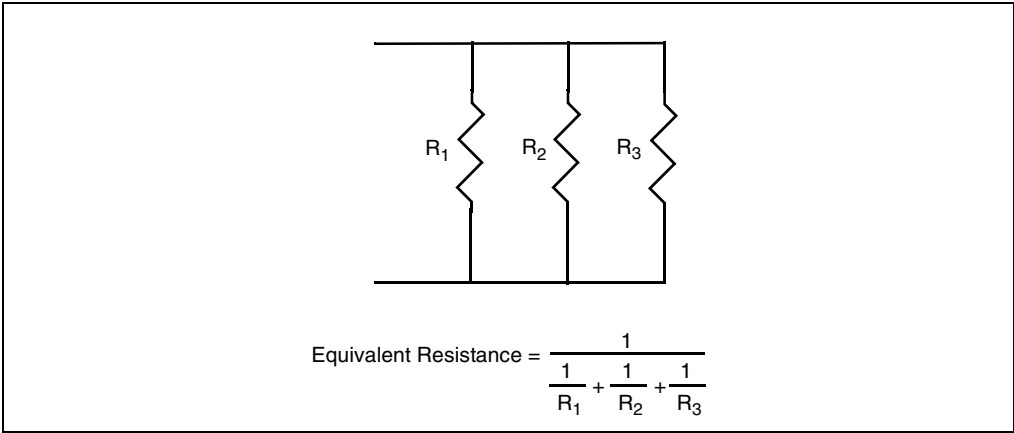 R1 R2 R3
Equivalent Resistance = 1
1 + 1 + 1
R1 R2 R3